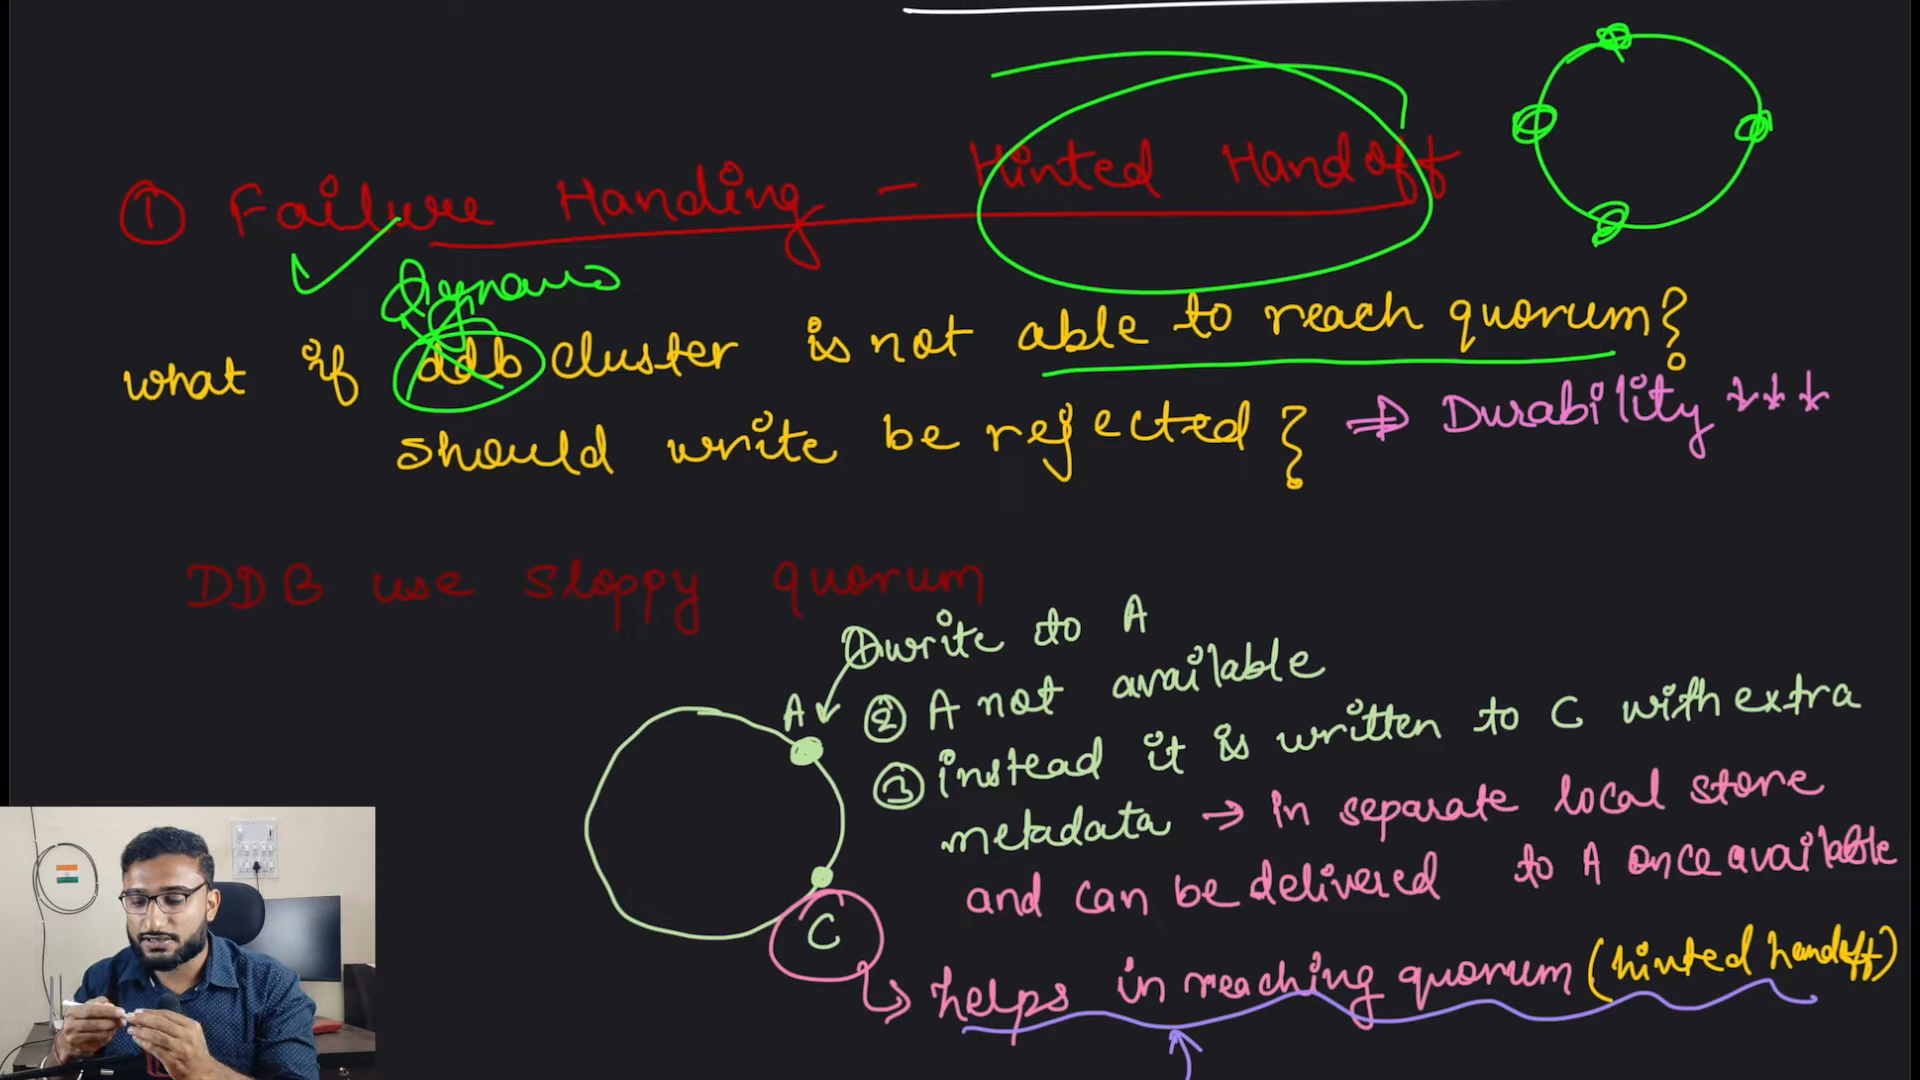 ① Failure Handing - Hinted Handoff
Dynamo
what if ddb cluster is not able to reach quorum?
should write be rejected? ⇒ Durability ↓↓↓
DDB use sloppy quorum
① write to A
A
② A not available
③ instead it is written to C with extra
metadata → in separate local store
and can be delivered to A once available
C
helps in reaching quorum (hinted handoff)